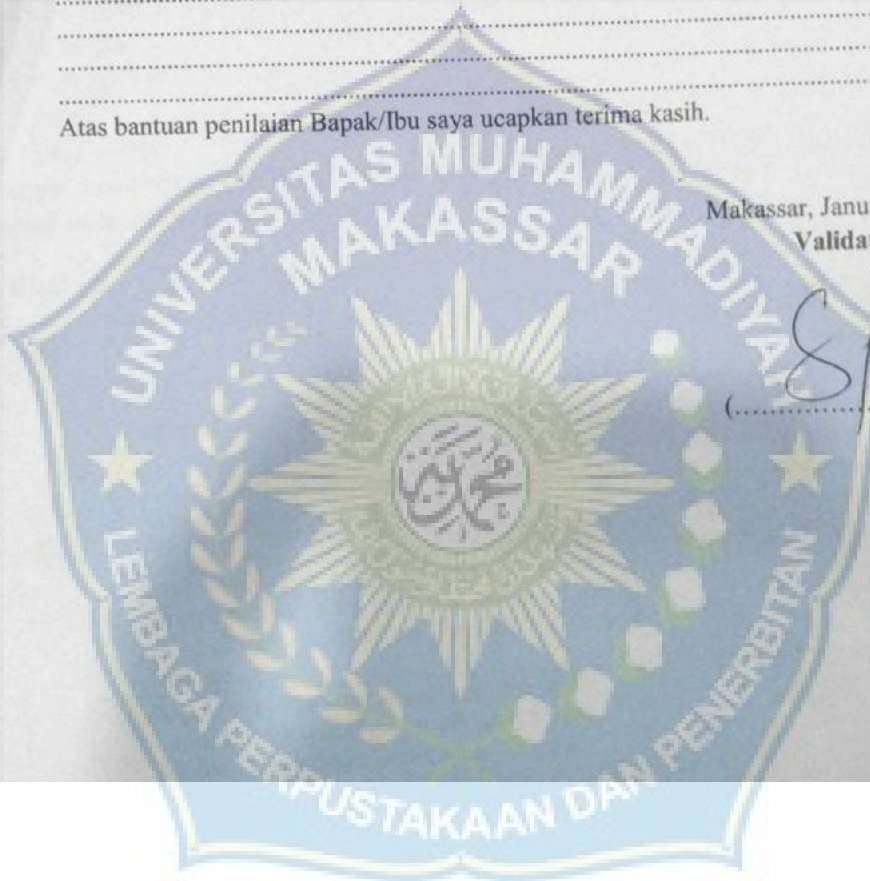 Atas bantuan penilaian Bapak/Ibu saya ucapkan terima kasih.
Makassar, Janu
Valida
(..............
UNIVERSITAS MUHAMMADIYAH
MAKASSAR
محمدية
LEMBAGA PERPUSTAKAAN DAN PENERBITAN